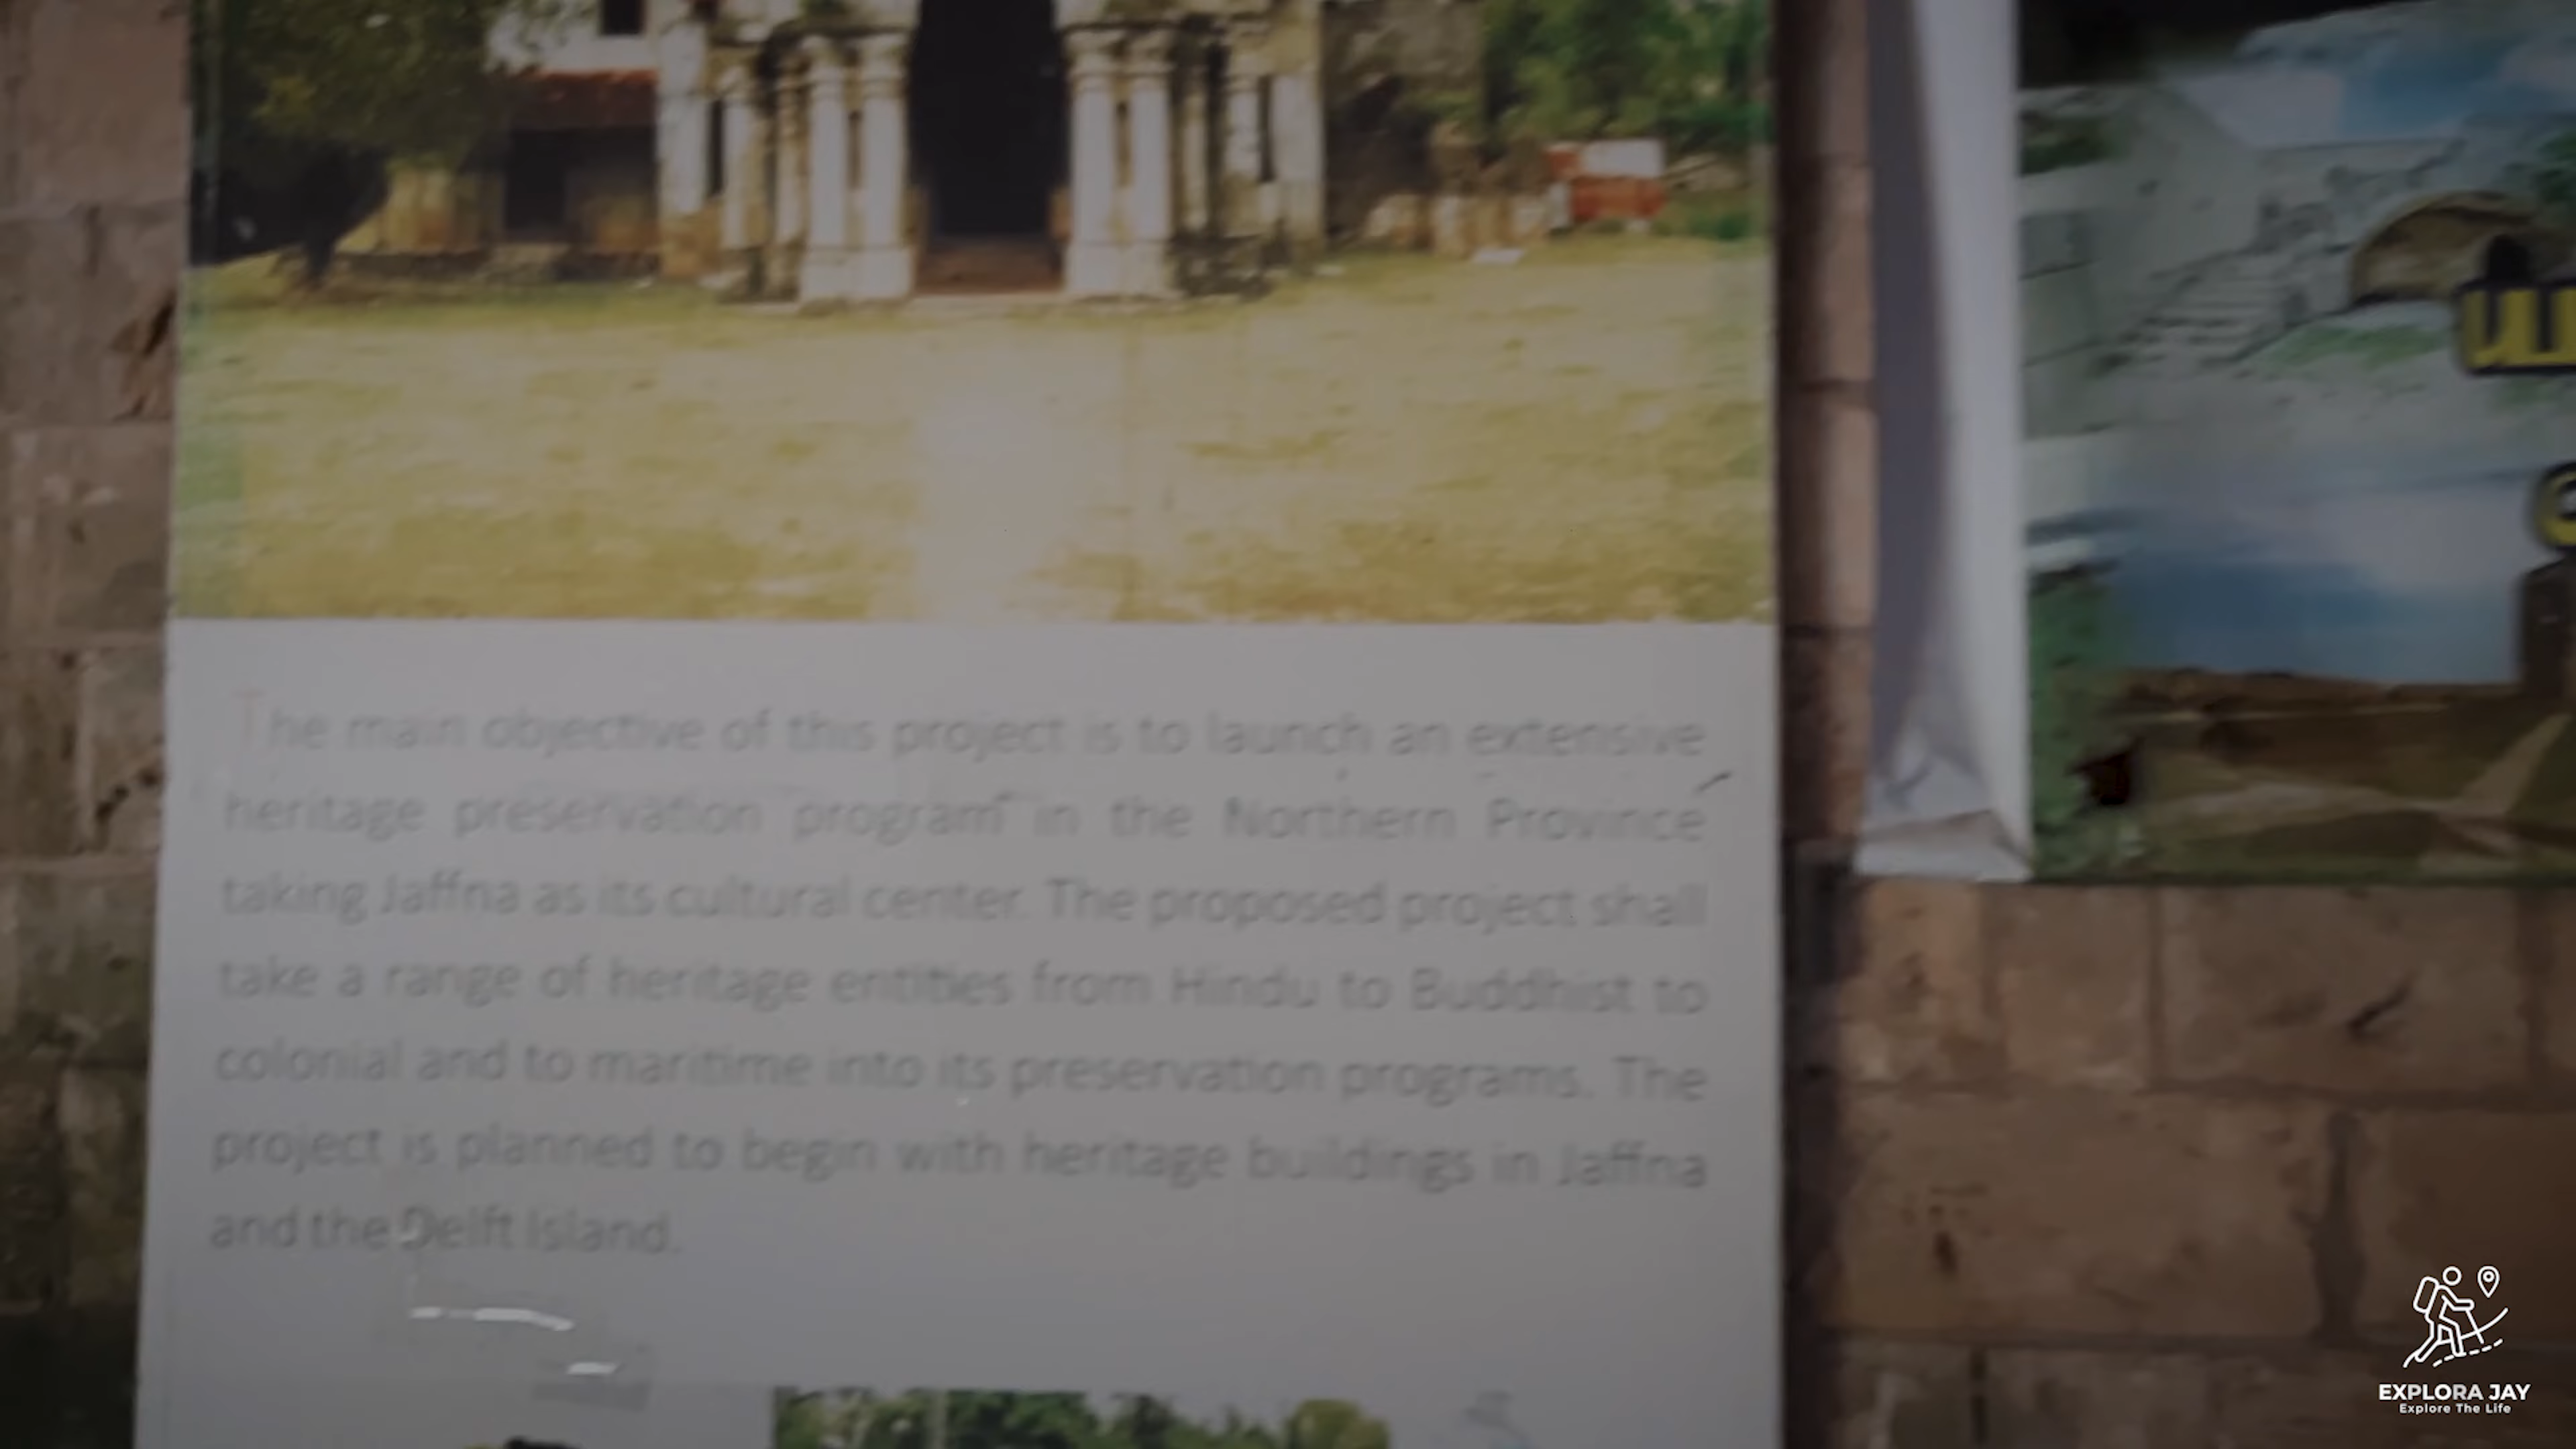 The main objective of this project is to launch an extensive
heritage preservation program in the Northern Province
taking Jaffna as its cultural center. The proposed project shall
take a range of heritage entities from Hindu to Buddhist to
colonial and to maritime into its preservation programs. The
project is planned to begin with heritage buildings in Jaffna
and the Delft Island.
EXPLORA JAY
Explore The Life